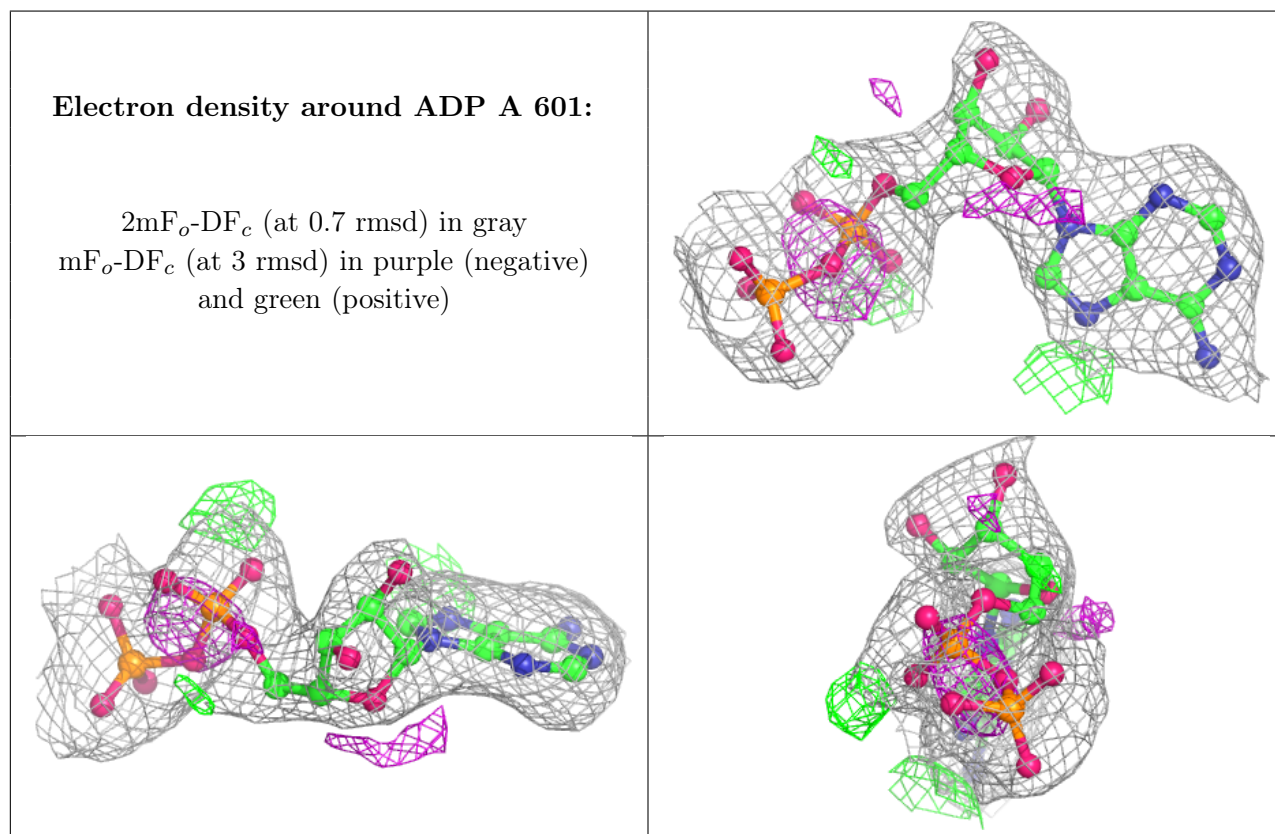 Electron density around ADP A 601:
2mFo-DFc (at 0.7 rmsd) in gray
mFo-DFc (at 3 rmsd) in purple (negative)
and green (positive)